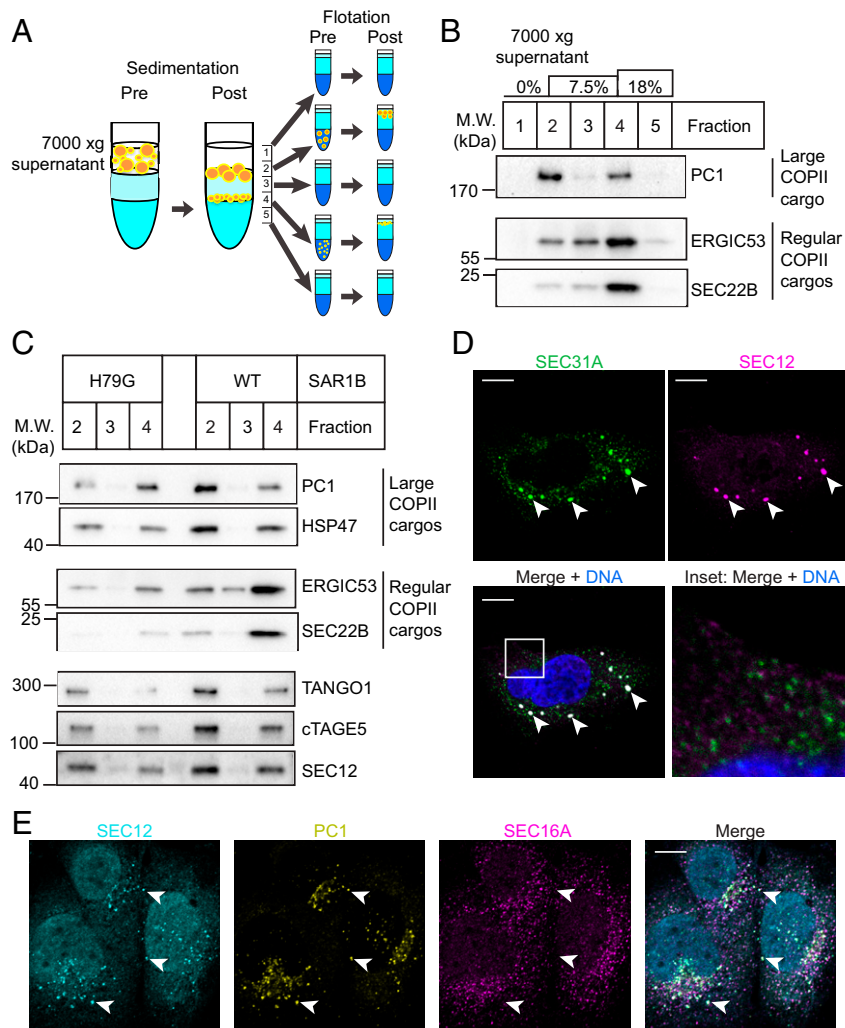 A
Sedimentation
Pre
Post
7000 xg
supernatant
1
2
3
4
5
Flotation
Pre
Post
B
7000 xg
supernatant
0%
7.5%
18%
M.W.
(kDa)
1
2
3
4
5
Fraction
170
PC1
Large
COPII
cargo
55
ERGIC53
25
SEC22B
Regular
COPII
cargos
C
H79G
WT
SAR1B
M.W.
(kDa)
2
3
4
2
3
4
Fraction
170
PC1
40
HSP47
Large
COPII
cargos
55
ERGIC53
25
SEC22B
Regular
COPII
cargos
300
TANGO1
100
cTAGE5
40
SEC12
D
SEC31A
SEC12
Merge + DNA
Inset: Merge + DNA
E
SEC12
PC1
SEC16A
Merge